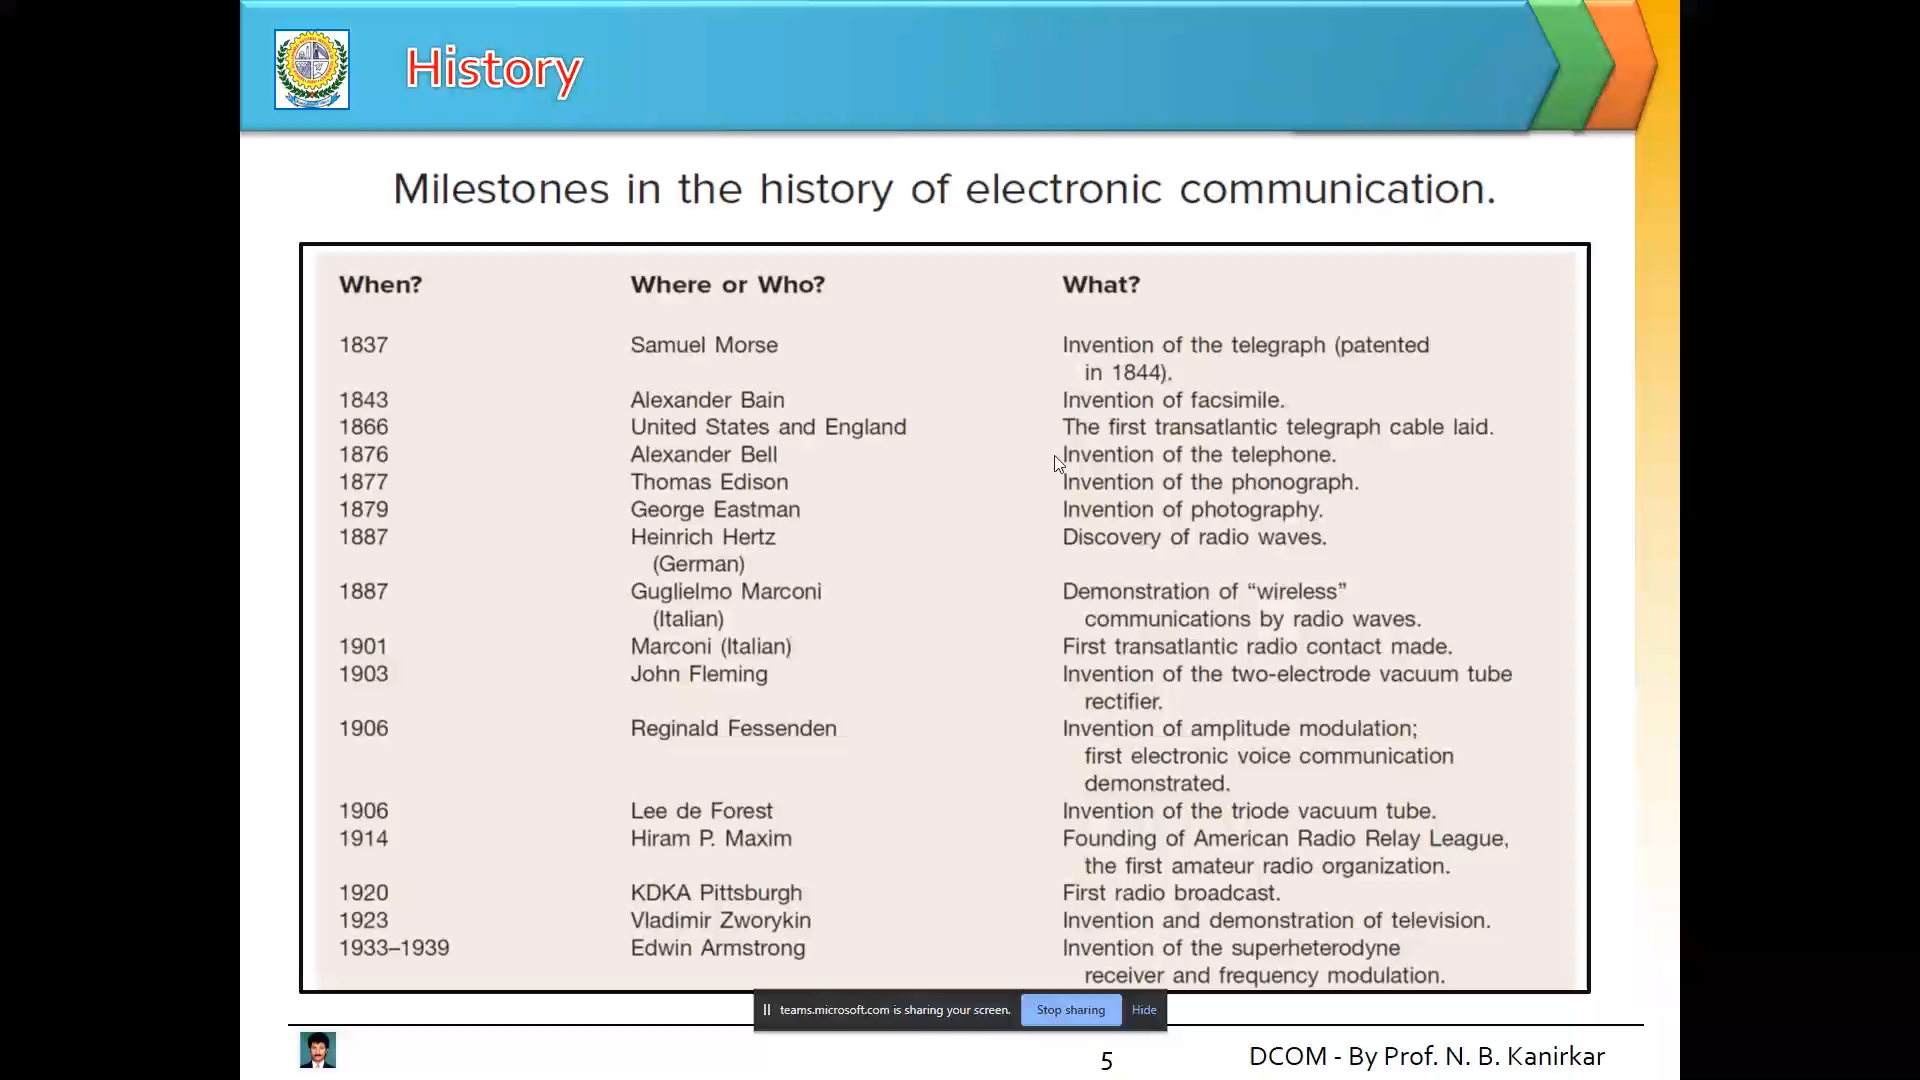 History
Milestones in the history of electronic communication.
When? Where or Who? What?
1837 Samuel Morse Invention of the telegraph (patented
in 1844).
1843 Alexander Bain Invention of facsimile.
1866 United States and England The first transatlantic telegraph cable laid.
1876 Alexander Bell Invention of the telephone.
1877 Thomas Edison Invention of the phonograph.
1879 George Eastman Invention of photography.
1887 Heinrich Hertz Discovery of radio waves.
(German)
1887 Guglielmo Marconi Demonstration of “wireless”
(Italian) communications by radio waves.
1901 Marconi (Italian) First transatlantic radio contact made.
1903 John Fleming Invention of the two-electrode vacuum tube
rectifier.
1906 Reginald Fessenden Invention of amplitude modulation;
first electronic voice communication
demonstrated.
1906 Lee de Forest Invention of the triode vacuum tube.
1914 Hiram P. Maxim Founding of American Radio Relay League,
the first amateur radio organization.
1920 KDKA Pittsburgh First radio broadcast.
1923 Vladimir Zworykin Invention and demonstration of television.
1933–1939 Edwin Armstrong Invention of the superheterodyne
receiver and frequency modulation.
teams.microsoft.com is sharing your screen. Stop sharing Hide
5 DCOM - By Prof. N. B. Kanirkar